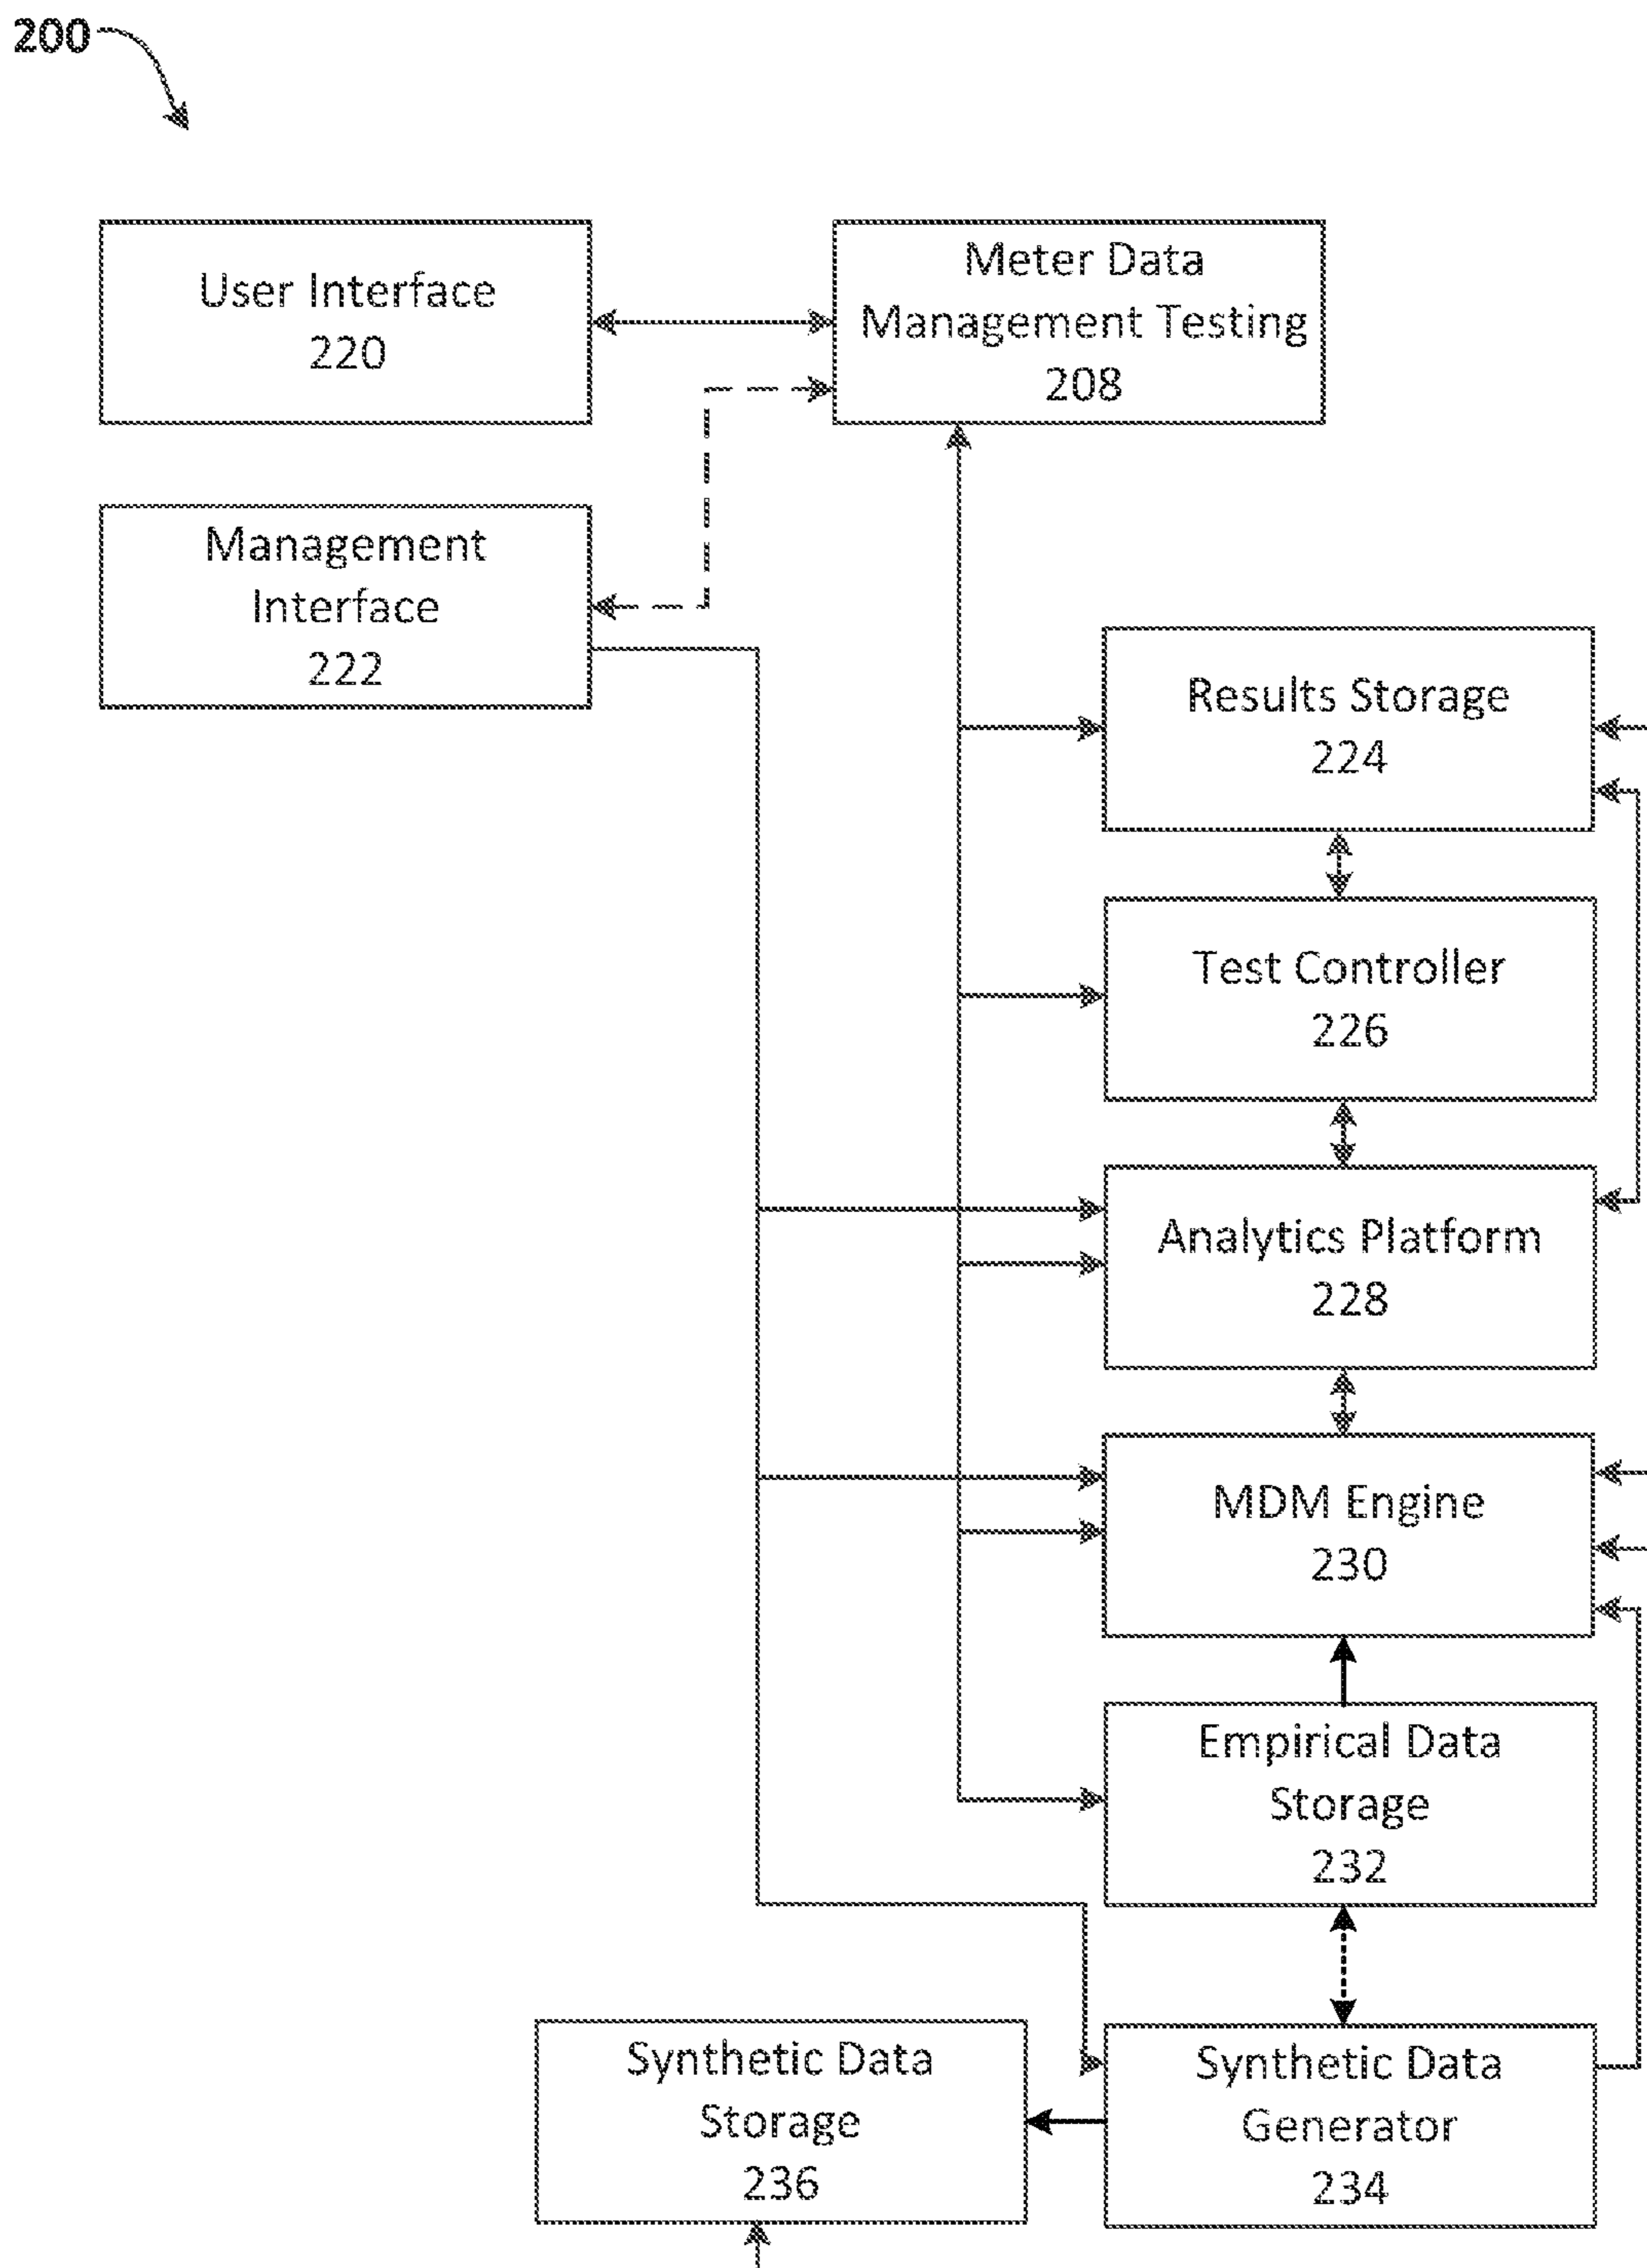 200
User Interface
220
Meter Data
Management Testing
208
Management
Interface
222
Results Storage
224
Test Controller
226
Analytics Platform
228
MDM Engine
230
Empirical Data
Storage
232
Synthetic Data
Storage
236
Synthetic Data
Generator
234